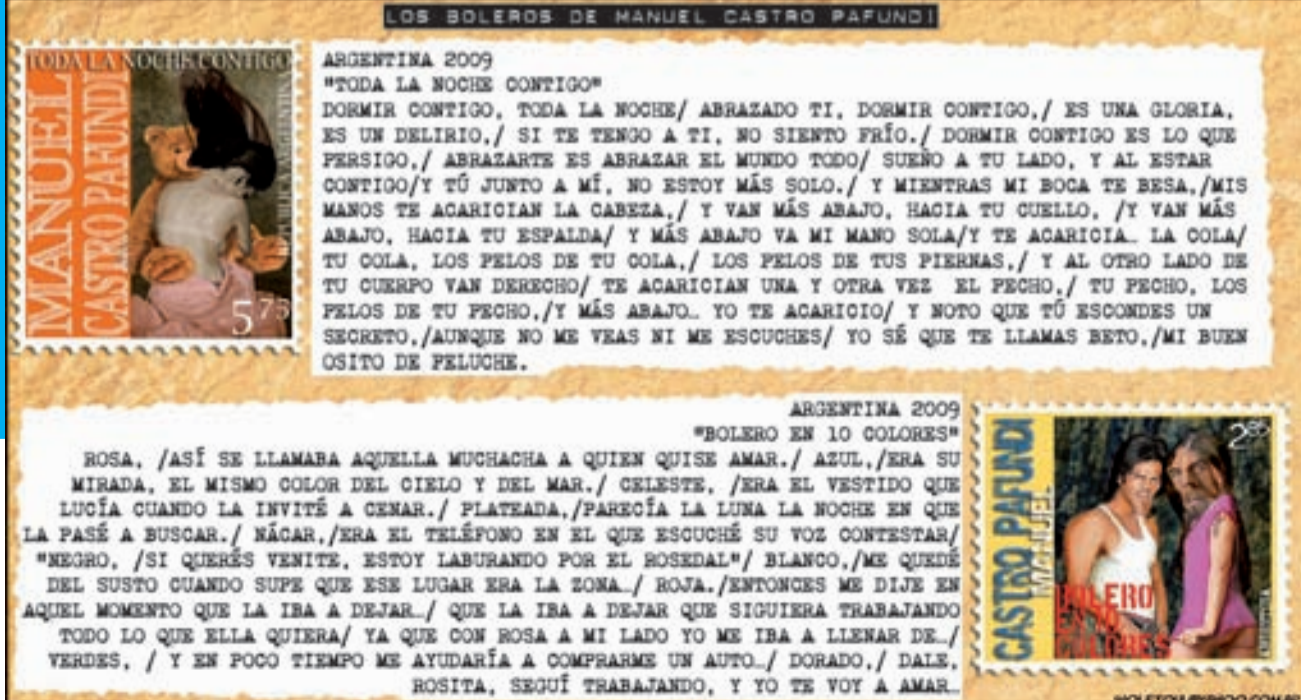 LOS BOLEROS DE MANUEL CASTRO PAFUNDI
TODA LA NOCHE CONTIGO
MANUEL
CASTRO PAFUNDI
REPUBLICA ARGENTINA
5 75
ARGENTINA 2009
"TODA LA NOCHE CONTIGO"
DORMIR CONTIGO, TODA LA NOCHE/ ABRAZADO TI, DORMIR CONTIGO,/ ES UNA GLORIA,
ES UN DELIRIO,/ SI TE TENGO A TI, NO SIENTO FRÍO./ DORMIR CONTIGO ES LO QUE
PERSIGO,/ ABRAZARTE ES ABRAZAR EL MUNDO TODO/ SUEÑO A TU LADO, Y AL ESTAR
CONTIGO/Y TÚ JUNTO A MÍ, NO ESTOY MÁS SOLO./ Y MIENTRAS MI BOCA TE BESA,/MIS
MANOS TE ACARICIAN LA CABEZA,/ Y VAN MÁS ABAJO, HACIA TU CUELLO, /Y VAN MÁS
ABAJO, HACIA TU ESPALDA/ Y MÁS ABAJO VA MI MANO SOLA/Y TE ACARICIA… LA COLA/
TU COLA, LOS PELOS DE TU COLA,/ LOS PELOS DE TUS PIERNAS,/ Y AL OTRO LADO DE
TU CUERPO VAN DERECHO/ TE ACARICIAN UNA Y OTRA VEZ EL PECHO,/ TU PECHO, LOS
PELOS DE TU PECHO,/Y MÁS ABAJO… YO TE ACARICIO/ Y NOTO QUE TÚ ESCONDES UN
SECRETO,/AUNQUE NO ME VEAS NI ME ESCUCHES/ YO SÉ QUE TE LLAMAS BETO,/MI BUEN
OSITO DE PELUCHE.
ARGENTINA 2009
"BOLERO EN 10 COLORES"
ROSA, /ASÍ SE LLAMABA AQUELLA MUCHACHA A QUIEN QUISE AMAR./ AZUL,/ERA SU
MIRADA, EL MISMO COLOR DEL CIELO Y DEL MAR./ CELESTE, /ERA EL VESTIDO QUE
LUCÍA CUANDO LA INVITÉ A CENAR./ PLATEADA,/PARECÍA LA LUNA LA NOCHE EN QUE
LA PASÉ A BUSCAR./ NÁCAR,/ERA EL TELÉFONO EN EL QUE ESCUCHÉ SU VOZ CONTESTAR/
"NEGRO, /SI QUERÉS VENITE, ESTOY LABURANDO POR EL ROSEDAL"/ BLANCO,/ME QUEDÉ
DEL SUSTO CUANDO SUPE QUE ESE LUGAR ERA LA ZONA…/ ROJA./ENTONCES ME DIJE EN
AQUEL MOMENTO QUE LA IBA A DEJAR…/ QUE LA IBA A DEJAR QUE SIGUIERA TRABAJANDO
TODO LO QUE ELLA QUIERA/ YA QUE CON ROSA A MI LADO YO ME IBA A LLENAR DE…/
VERDES, / Y EN POCO TIEMPO ME AYUDARÍA A COMPRARME UN AUTO…/ DORADO,/ DALE,
ROSITA, SEGUÍ TRABAJANDO, Y YO TE VOY A AMAR…
CASTRO PAFUNDI
MANUEL
BOLERO
EN 10
COLORES
2 85